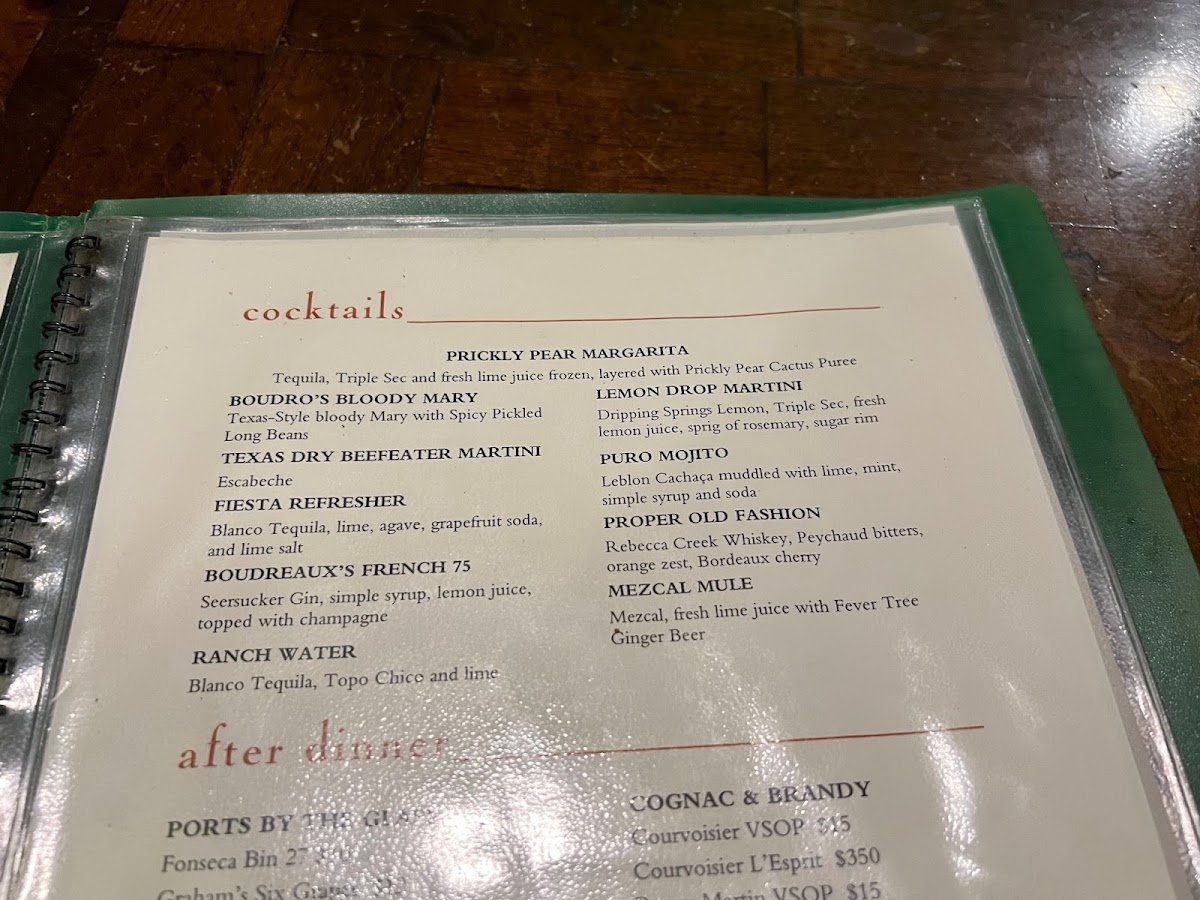 cocktails
PRICKLY PEAR MARGARITA
Tequila, Triple Sec and fresh lime juice frozen, layered with Prickly Pear Cactus Puree
BOUDRO'S BLOODY MARY
Texas-Style bloody Mary with Spicy Pickled
Long Beans
TEXAS DRY BEEFEATER MARTINI
Escabeche
FIESTA REFRESHER
Blanco Tequila, lime, agave, grapefruit soda,
and lime salt
BOUDREAUX'S FRENCH 75
Seersucker Gin, simple syrup, lemon juice,
topped with champagne
RANCH WATER
Blanco Tequila, Topo Chico and lime
LEMON DROP MARTINI
Dripping Springs Lemon, Triple Sec, fresh
lemon juice, sprig of rosemary, sugar rim
PURO MOJITO
Leblon Cachaça muddled with lime, mint,
simple syrup and soda
PROPER OLD FASHION
Rebecca Creek Whiskey, Peychaud bitters,
orange zest, Bordeaux cherry
MEZCAL MULE
Mezcal, fresh lime juice with Fever Tree
Ginger Beer
after dinner
PORTS BY THE GLASS
Fonseca Bin 27
Graham's Six Grapes
COGNAC & BRANDY
Courvoisier VSOP $15
Courvoisier L'Esprit $350
Martin VSOP $15